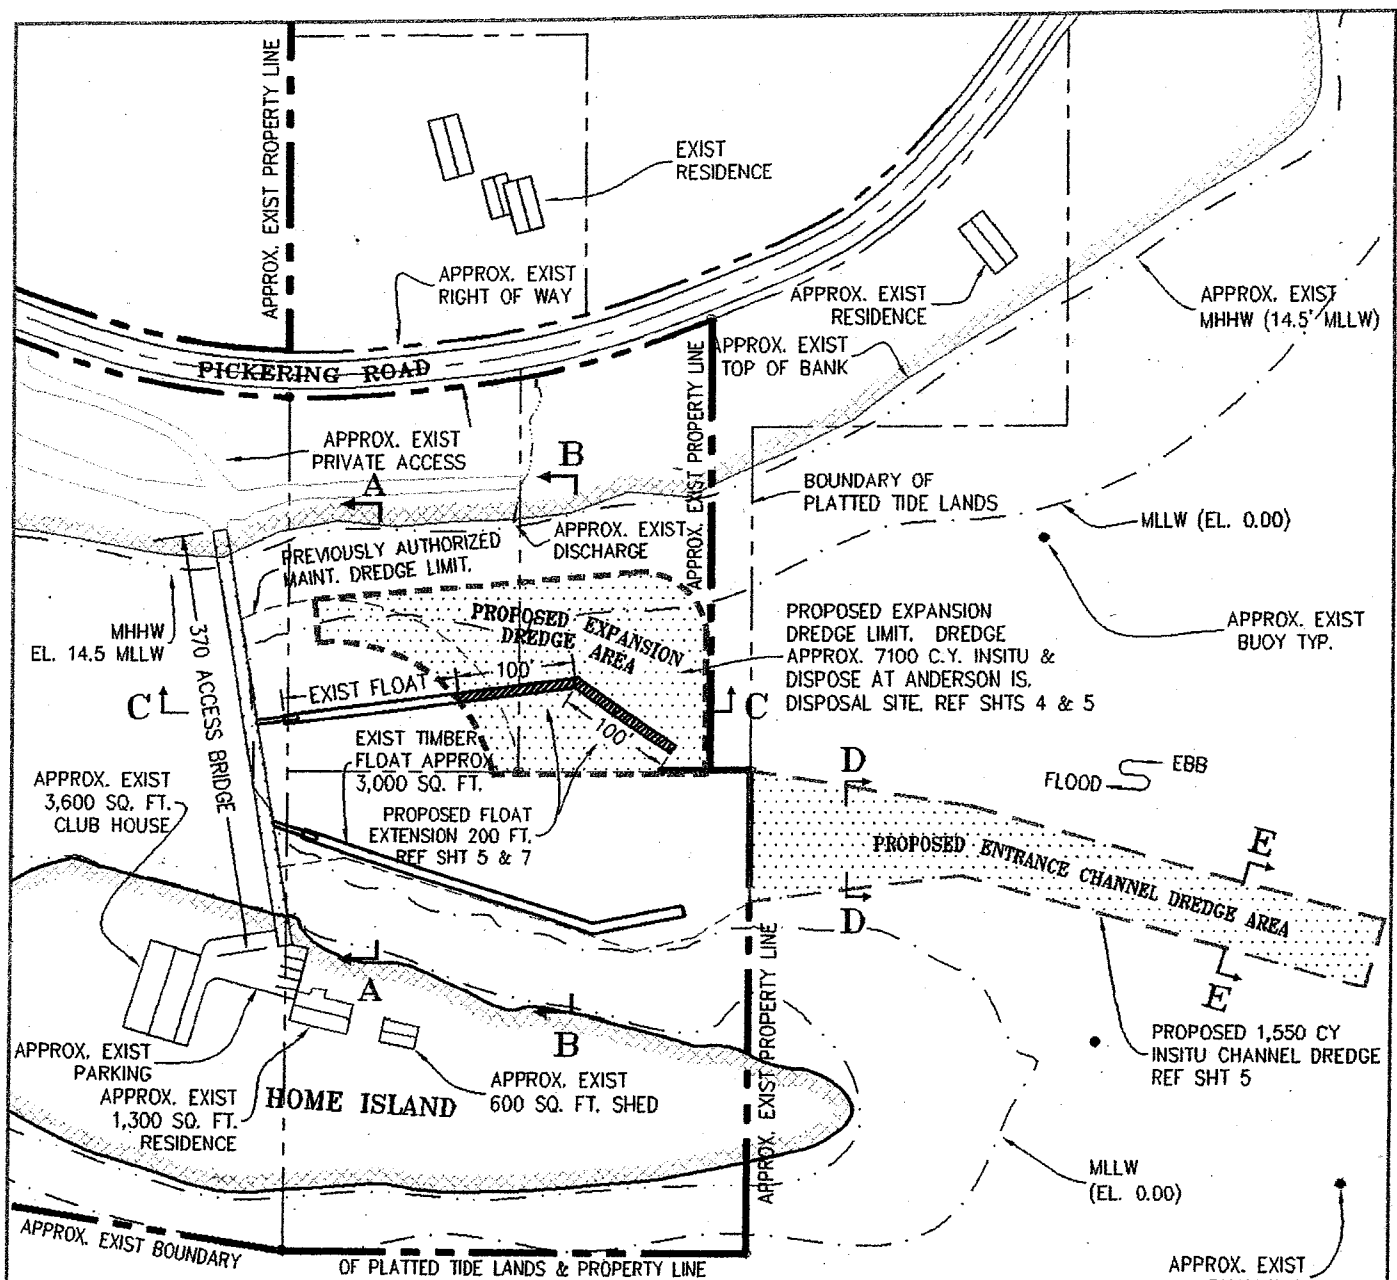 APPROX. EXIST PROPERTY LINE
EXIST
RESIDENCE
APPROX. EXIST
RIGHT OF WAY
APPROX. EXIST
RESIDENCE
APPROX. EXIST
MHHW (14.5' MLLW)
PICKERING ROAD
APPROX. EXIST
TOP OF BANK
APPROX. EXIST PROPERTY LINE
APPROX. EXIST
PRIVATE ACCESS
B
A
BOUNDARY OF
PLATTED TIDE LANDS
MLLW (EL. 0.00)
APPROX. EXIST
DISCHARGE
PREVIOUSLY AUTHORIZED
MAINT. DREDGE LIMIT.
MHHW
EL. 14.5 MLLW
370 ACCESS BRIDGE
PROPOSED EXPANSION
DREDGE AREA
PROPOSED EXPANSION
DREDGE LIMIT. DREDGE
APPROX. 7100 C.Y. INSITU &
DISPOSE AT ANDERSON IS.
DISPOSAL SITE, REF SHTS 4 & 5
APPROX. EXIST
BUOY TYP.
EXIST FLOAT
100'
100'
C
C
EXIST TIMBER
FLOAT APPROX
3,000 SQ. FT.
APPROX. EXIST
3,600 SQ. FT.
CLUB HOUSE
PROPOSED FLOAT
EXTENSION 200 FT.
REF SHT 5 & 7
D
FLOOD
EBB
PROPOSED ENTRANCE CHANNEL DREDGE AREA
E
D
E
A
B
APPROX. EXIST PROPERTY LINE
PROPOSED 1,550 CY
INSITU CHANNEL DREDGE
REF SHT 5
APPROX. EXIST
PARKING
APPROX. EXIST
1,300 SQ. FT.
RESIDENCE
HOME ISLAND
APPROX. EXIST
600 SQ. FT. SHED
MLLW
(EL. 0.00)
APPROX. EXIST BOUNDARY
OF PLATTED TIDE LANDS & PROPERTY LINE
APPROX. EXIST